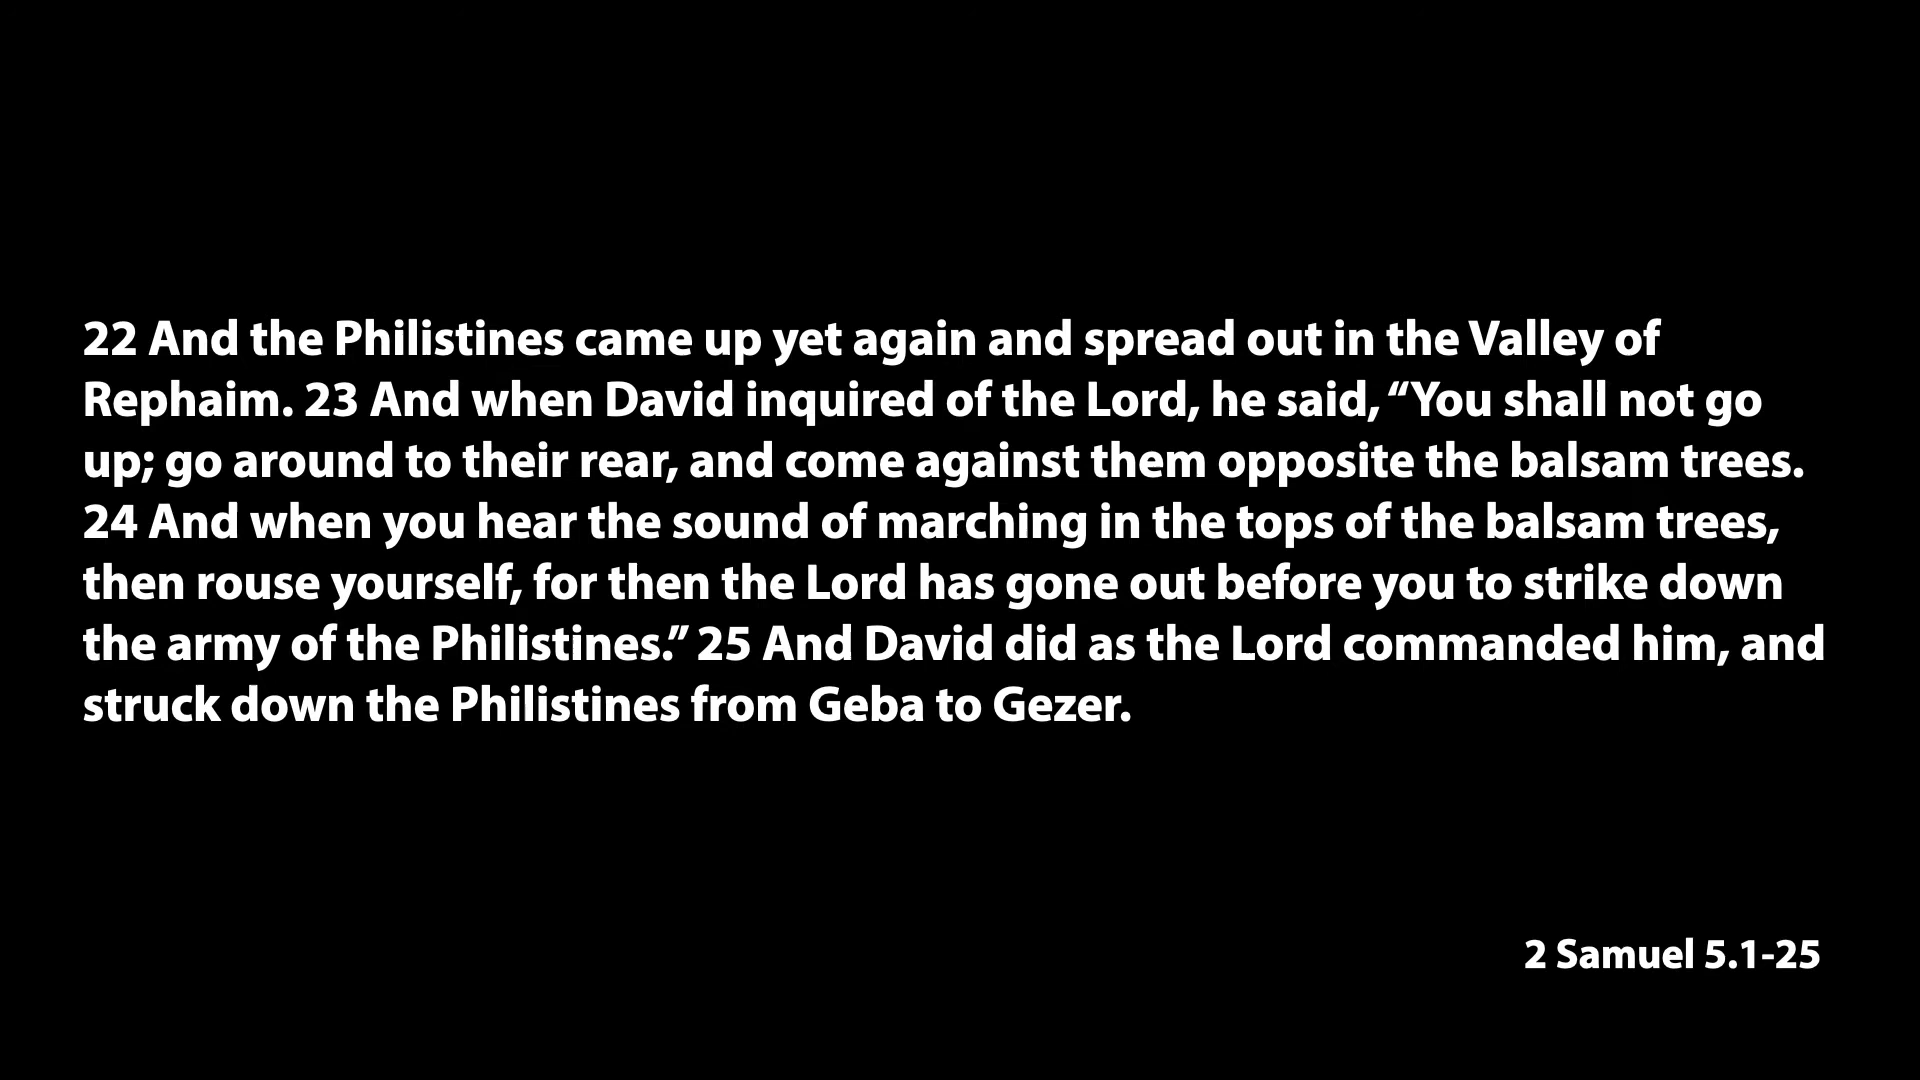 22 And the Philistines came up yet again and spread out in the Valley of
Rephaim. 23 And when David inquired of the Lord, he said, “You shall not go
up; go around to their rear, and come against them opposite the balsam trees.
24 And when you hear the sound of marching in the tops of the balsam trees,
then rouse yourself, for then the Lord has gone out before you to strike down
the army of the Philistines.” 25 And David did as the Lord commanded him, and
struck down the Philistines from Geba to Gezer.
2 Samuel 5.1-25